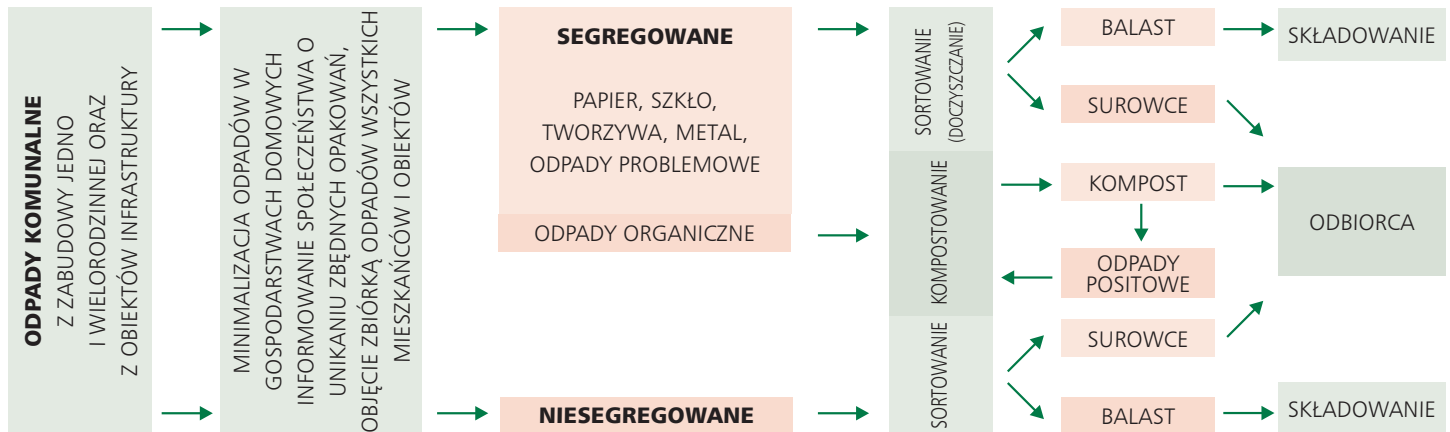 ODPADY KOMUNALNE
Z ZABUDOWY JEDNO
I WIELORODZINNEJ ORAZ
Z OBIEKTÓW INFRASTRUKTURY
MINIMALIZACJA ODPADÓW W
GOSPODARSTWACH DOMOWYCH
INFORMOWANIE SPOŁECZEŃSTWA O
UNIKANIU ZBĘDNYCH OPAKOWAŃ,
OBJĘCIE ZBIÓRKĄ ODPADÓW WSZYSTKICH
MIESZKAŃCÓW I OBIEKTÓW
SEGREGOWANE
PAPIER, SZKŁO,
TWORZYWA, METAL,
ODPADY PROBLEMOWE
ODPADY ORGANICZNE
NIESEGREGOWANE
SORTOWANIE
(DOCZYSZCZANIE)
KOMPOSTOWANIE
SORTOWANIE
BALAST
SUROWCE
KOMPOST
ODPADY
POSITOWE
SUROWCE
BALAST
SKŁADOWANIE
ODBIORCA
SKŁADOWANIE